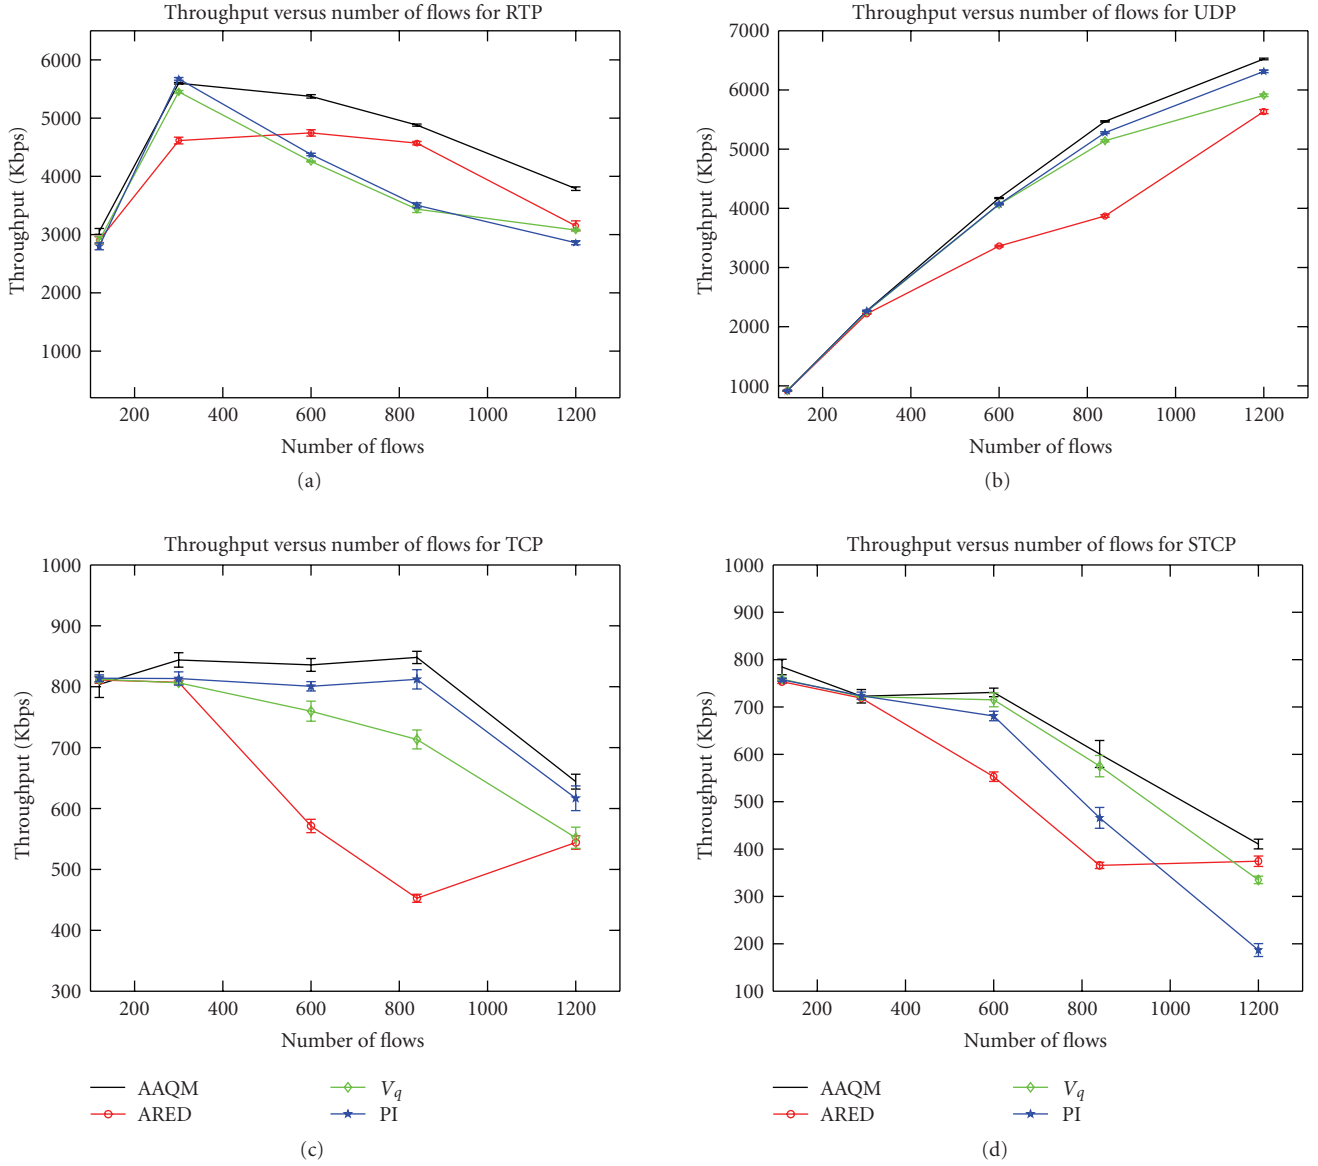 Throughput versus number of flows for RTP
6000
5000
4000
3000
2000
1000
Throughput (Kbps)
200 400 600 800 1000 1200
Number of flows
(a)
Throughput versus number of flows for UDP
7000
6000
5000
4000
3000
2000
1000
Throughput (Kbps)
200 400 600 800 1000 1200
Number of flows
(b)
Throughput versus number of flows for TCP
1000
900
800
700
600
500
400
300
Throughput (Kbps)
200 400 600 800 1000 1200
Number of flows
AAQM
ARED
Vq
PI
(c)
Throughput versus number of flows for STCP
1000
900
800
700
600
500
400
300
200
100
Throughput (Kbps)
200 400 600 800 1000 1200
Number of flows
AAQM
ARED
Vq
PI
(d)